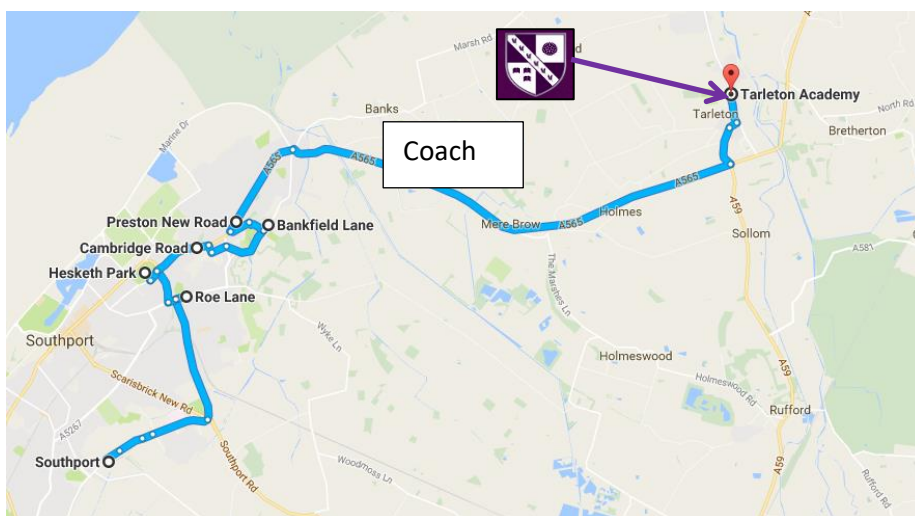 Marsh Rd
Banks
Marine Dr
A565
Coach
A565
Tarleton Academy
Tarleton
North Rd
Bretherton
Preston New Road
Bankfield Lane
Cambridge Road
Hesketh Park
Roe Lane
Mere Brow
A565
Holmes
A565
A59
Sollom
A581
The Marshes Ln
Southport
Wyke Ln
Holmeswood
Holmeswood Rd
A59
Rufford
Scarisbrick New Rd
A5267
Southport
Southport Rd
Woodmoss Ln
Rufford Rd